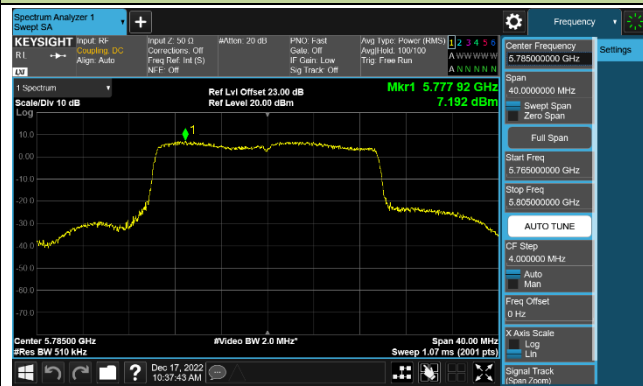 Spectrum Analyzer 1
Swept SA
Frequency
KEYSIGHT
Input: RF
Coupling: DC
Align: Auto
Input Z: 50 Ω
Corrections: Off
Freq Ref: Int (S)
NFE: Off
#Atten: 20 dB
PNO: Fast
Gate: Off
IF Gain: Low
Sig Track: Off
Avg Type: Power (RMS)
Avg|Hold: 100/100
Trig: Free Run
1 2 3 4 5 6
A W W W W W
A N N N N N
RL
LXI
1 Spectrum
Scale/Div 10 dB
Log
Ref Lvl Offset 23.00 dB
Ref Level 20.00 dBm
Mkr1 5.777 92 GHz
7.192 dBm
1
10.0
0.00
-10.0
-20.0
-30.0
-40.0
-50.0
-60.0
-70.0
Center 5.78500 GHz
#Res BW 510 kHz
#Video BW 2.0 MHz*
Span 40.00 MHz
Sweep 1.07 ms (2001 pts)
Dec 17, 2022
10:37:43 AM
Center Frequency
5.785000000 GHz
Settings
Span
40.0000000 MHz
Swept Span
Zero Span
Full Span
Start Freq
5.765000000 GHz
Stop Freq
5.805000000 GHz
AUTO TUNE
CF Step
4.000000 MHz
Auto
Man
Freq Offset
0 Hz
X Axis Scale
Log
Lin
Signal Track
(Span Zoom)